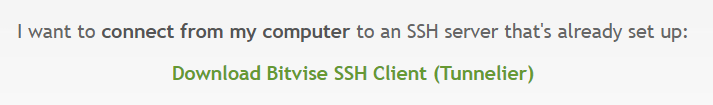 I want to connect from my computer to an SSH server that's already set up:
Download Bitvise SSH Client (Tunnelier)